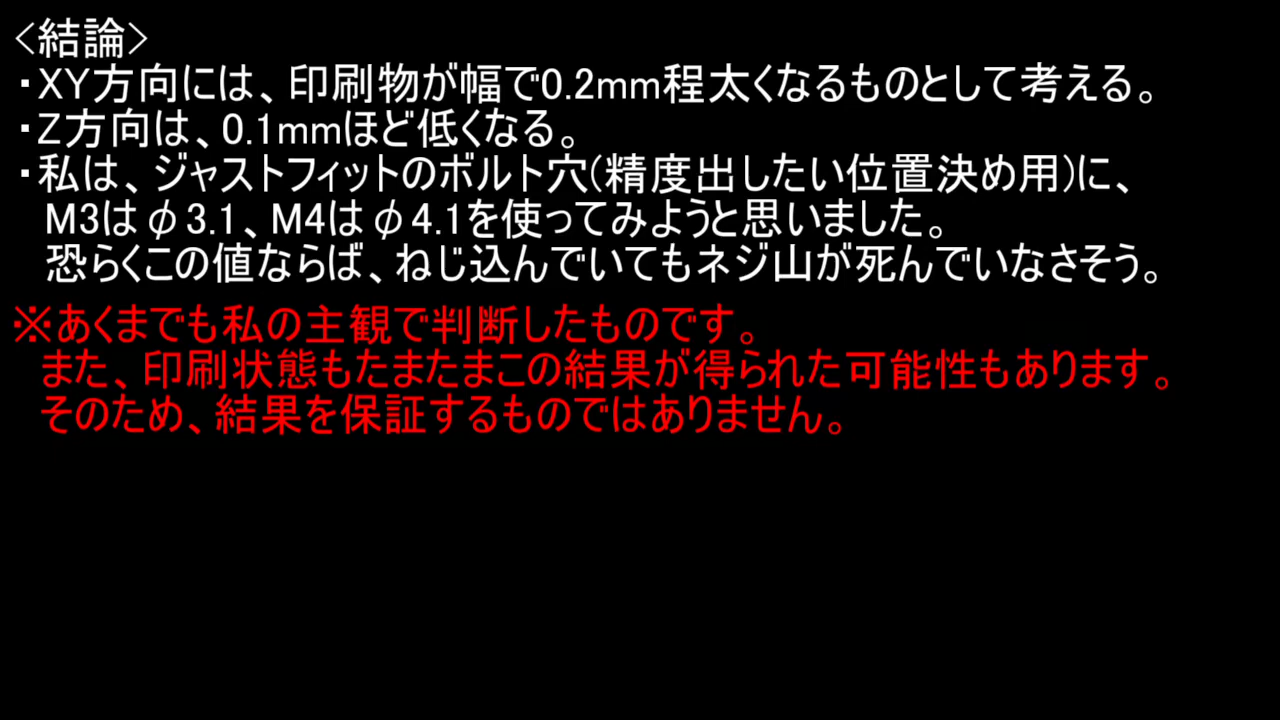 <結論>
・XY方向には、印刷物が幅で0.2mm程太くなるものとして考える。
・Z方向は、0.1mmほど低くなる。
・私は、ジャストフィットのボルト穴(精度出したい位置決め用)に、
M3はφ3.1、M4はφ4.1を使ってみようと思いました。
恐らくこの値ならば、ねじ込んでいてもネジ山が死んでいなさそう。
※あくまでも私の主観で判断したものです。
また、印刷状態もたまたまこの結果が得られた可能性もあります。
そのため、結果を保証するものではありません。